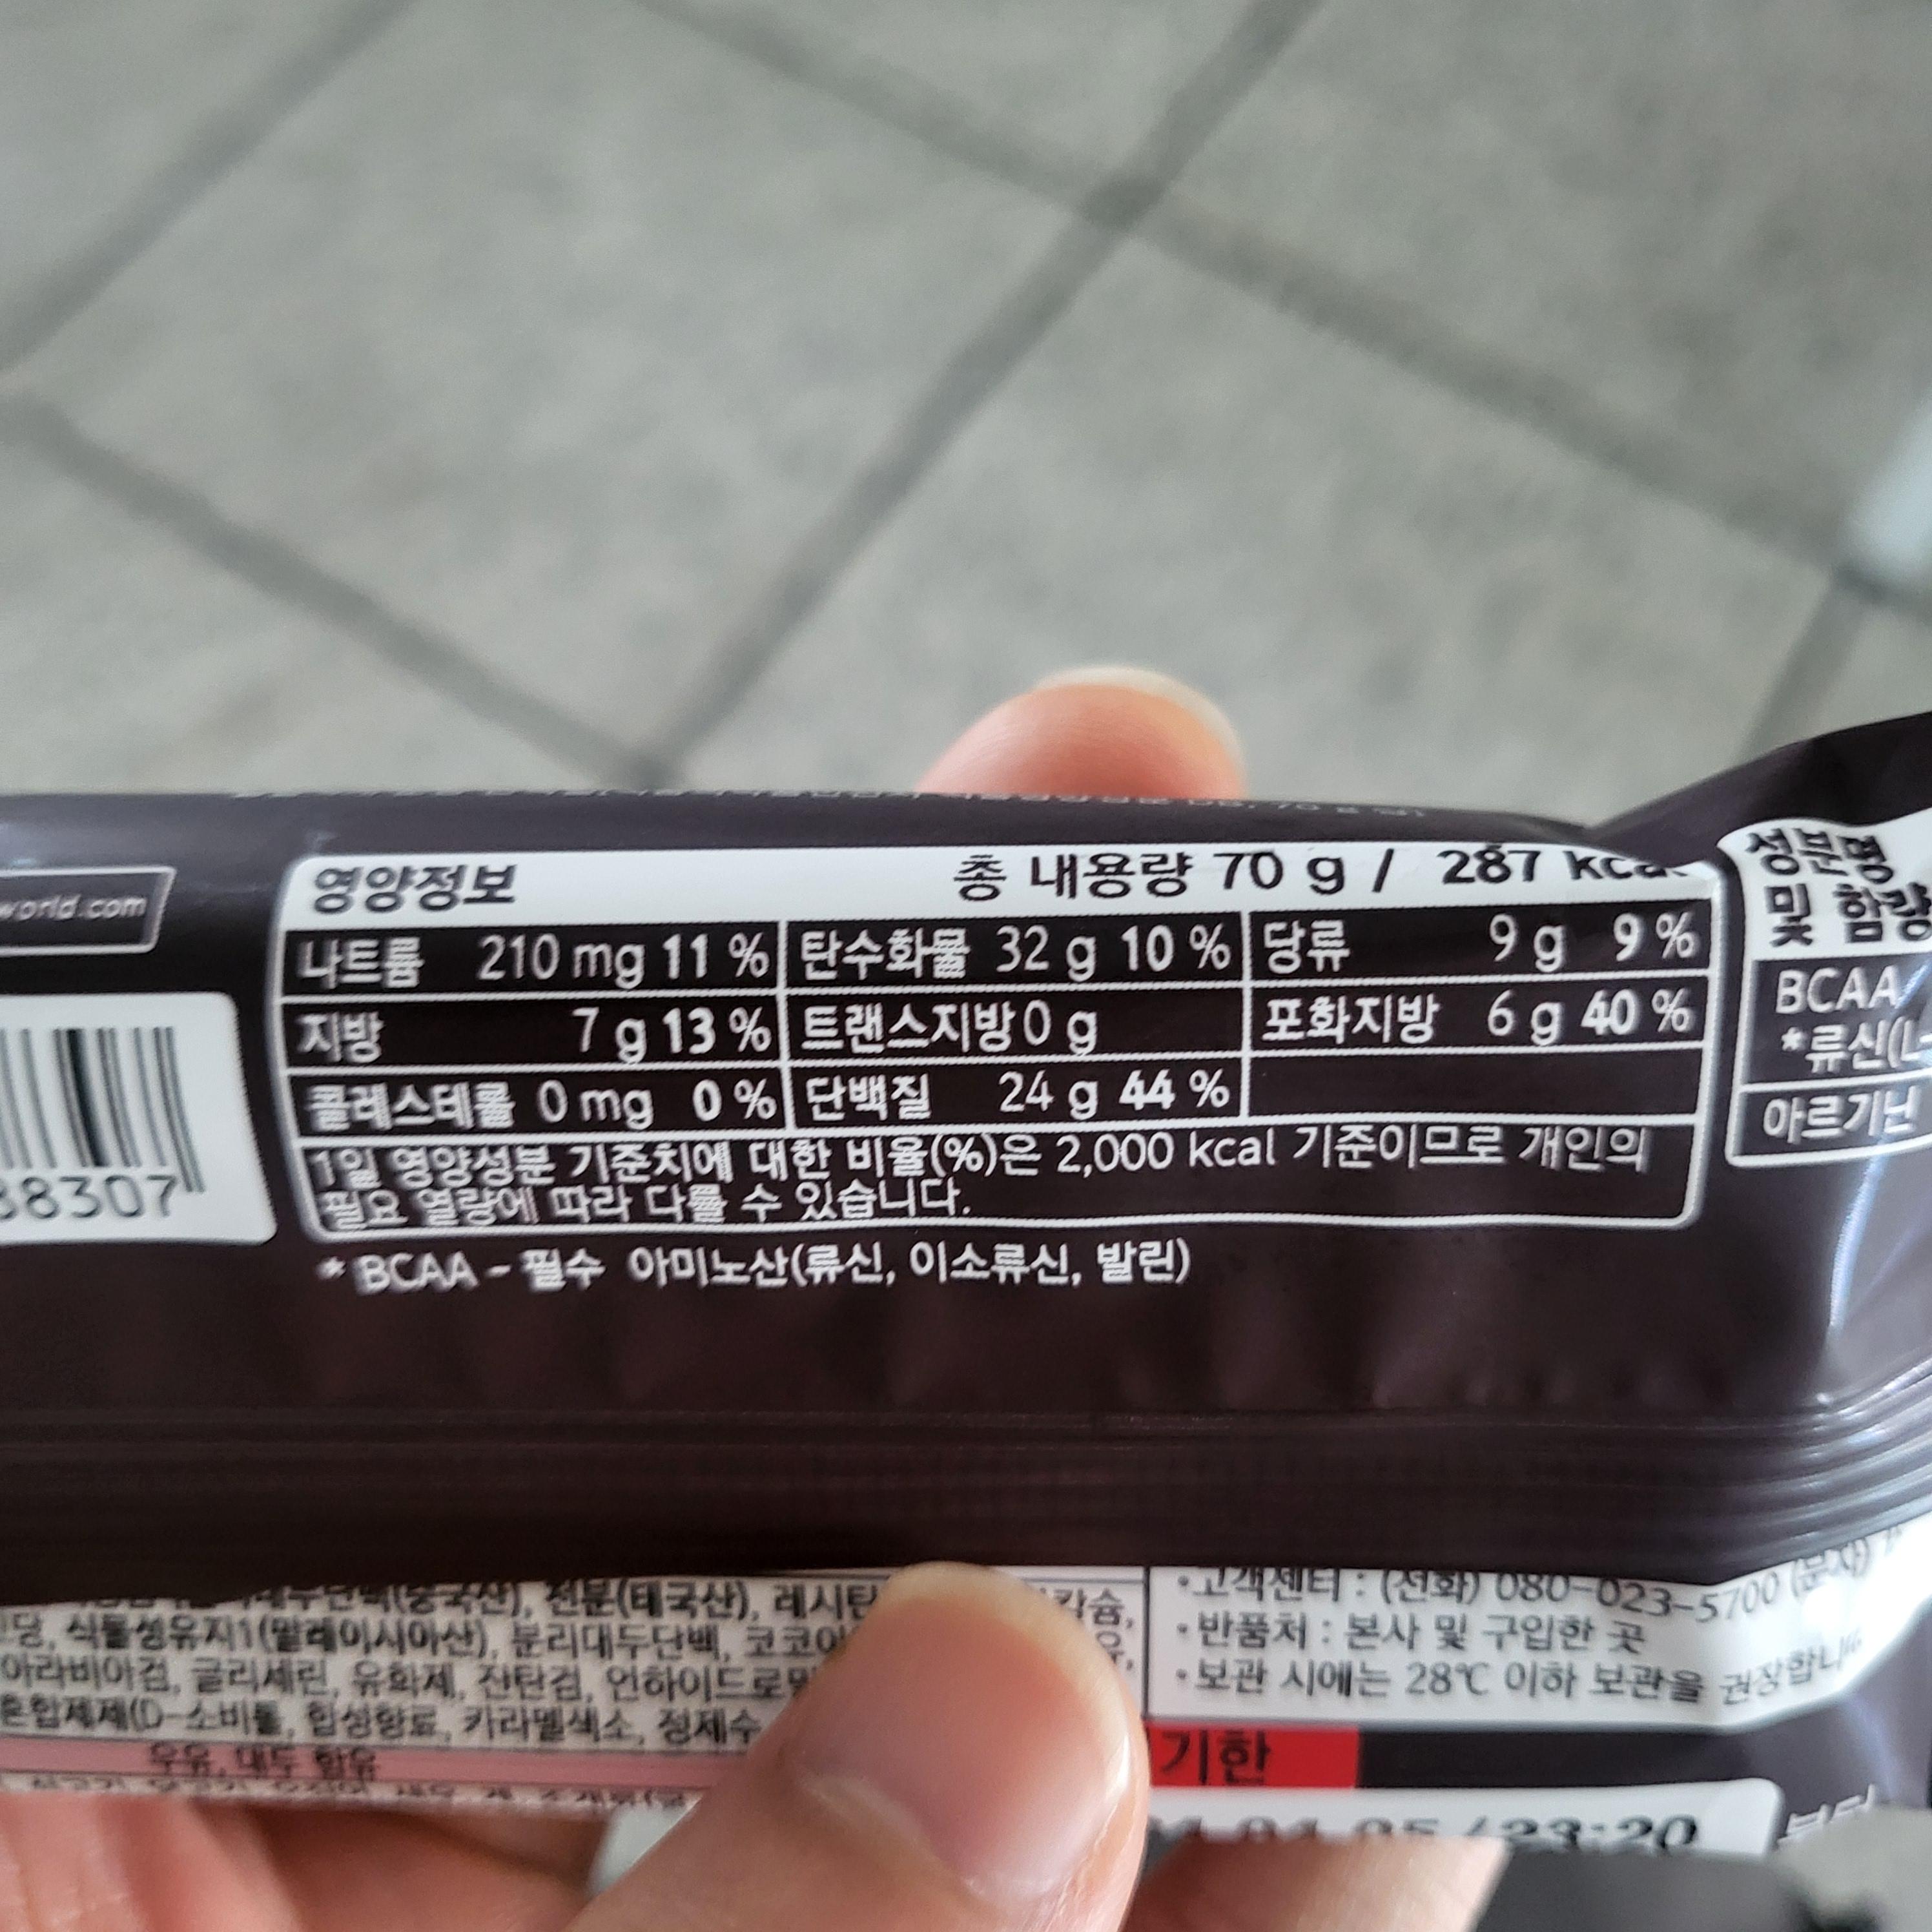 world.com
88307
영양정보 총 내용량 70 g / 287 kcal
나트륨 210 mg 11 % 탄수화물 32 g 10 % 당류 9 g 9 %
지방 7 g 13 % 트랜스지방 0 g 포화지방 6 g 40 %
콜레스테롤 0 mg 0 % 단백질 24 g 44 %
1일 영양성분 기준치에 대한 비율(%)은 2,000 kcal 기준이므로 개인의
필요 열량에 따라 다를 수 있습니다.
* BCAA - 필수 아미노산(류신, 이소류신, 발린)
성분명
및 함량
BCAA
*류신(L-
아르기닌
전분(태국산), 레시틴
식물성유지1(말레이시아산), 분리대두단백, 코코아
아라비아검, 글리세린, 유화제, 잔탄검,
혼합제제(D-소비톨, 합성향료, 카라멜색소, 정제수
우유, 대두 함유
칼슘,
•고객센터 : (전화) 080-023-5700 (문자)
•반품처 : 본사 및 구입한 곳
•보관 시에는 28℃ 이하 보관을 권장합니다
기한
23:20